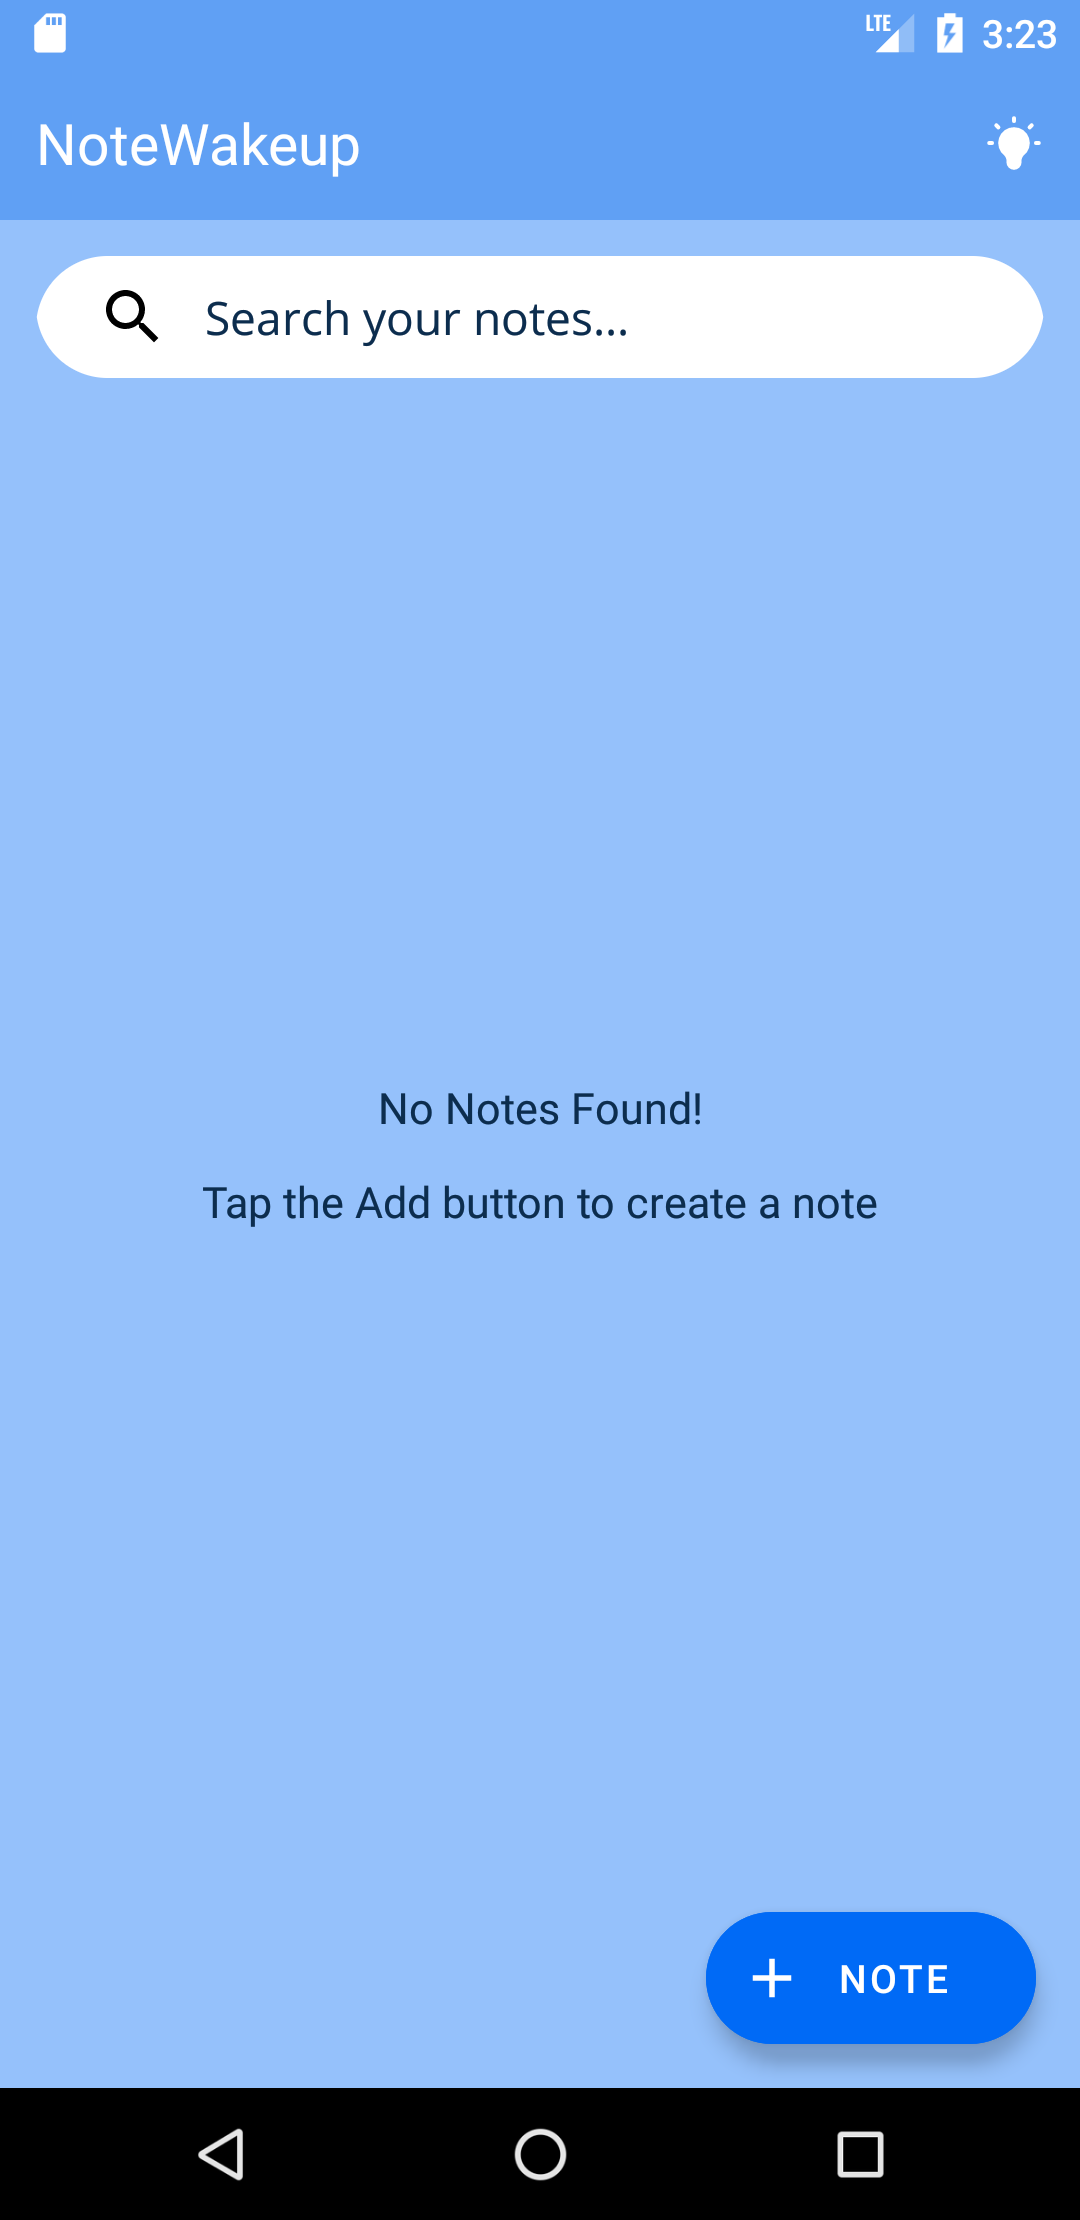 LTE 3:23
NoteWakeup
Search your notes...
No Notes Found!
Tap the Add button to create a note
NOTE